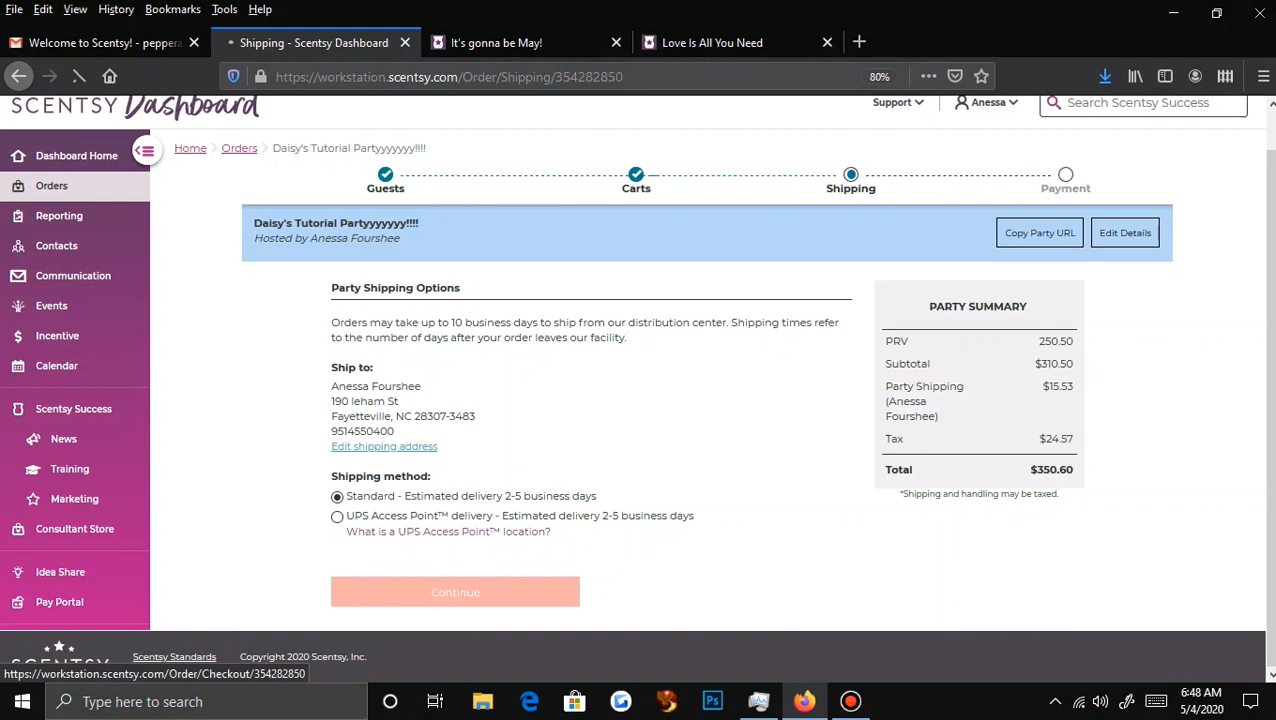 File Edit View History Bookmarks Tools Help
Welcome to Scentsy! - peppera
Shipping - Scentsy Dashboard
It's gonna be May!
Love Is All You Need
https://workstation.scentsy.com/Order/Shipping/354282850
80%
SCENTSY Dashboard
Support
Anessa
Search Scentsy Success
Dashboard Home
Orders
Reporting
Contacts
Communication
Events
Incentive
Calendar
Scentsy Success
News
Training
Marketing
Consultant Store
Idea Share
Pay Portal
Home Orders Daisy's Tutorial Partyyyyyyy!!!!
Guests
Carts
Shipping
Payment
Daisy's Tutorial Partyyyyyyy!!!!
Hosted by Anessa Fourshee
Copy Party URL
Edit Details
Party Shipping Options
Orders may take up to 10 business days to ship from our distribution center. Shipping times refer
to the number of days after your order leaves our facility.
Ship to:
Anessa Fourshee
190 Ieham St
Fayetteville, NC 28307-3483
9514550400
Edit shipping address
Shipping method:
Standard - Estimated delivery 2-5 business days
UPS Access Point™ delivery - Estimated delivery 2-5 business days
What is a UPS Access Point™ location?
Continue
PARTY SUMMARY
PRV 250.50
Subtotal $310.50
Party Shipping $15.53
(Anessa
Fourshee)
Tax $24.57
Total $350.60
*Shipping and handling may be taxed.
SCENTSY
Scentsy Standards
Copyright 2020 Scentsy, Inc.
https://workstation.scentsy.com/Order/Checkout/354282850
Type here to search
Ps
6:48 AM
5/4/2020